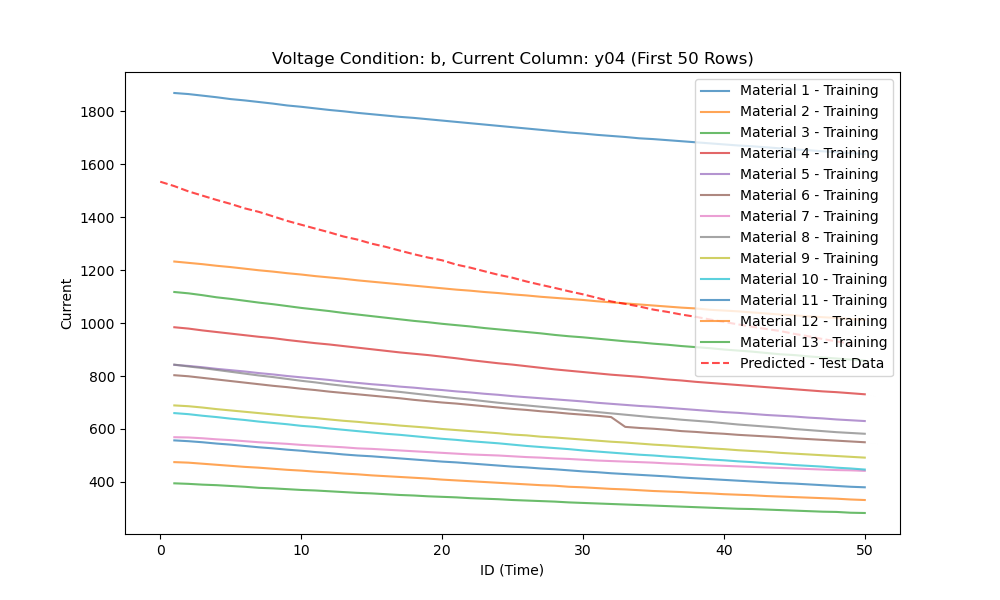 Voltage Condition: b, Current Column: y04 (First 50 Rows)
Current
1800
1600
1400
1200
1000
800
600
400
0
10
20
30
40
50
ID (Time)
Material 1 - Training
Material 2 - Training
Material 3 - Training
Material 4 - Training
Material 5 - Training
Material 6 - Training
Material 7 - Training
Material 8 - Training
Material 9 - Training
Material 10 - Training
Material 11 - Training
Material 12 - Training
Material 13 - Training
Predicted - Test Data